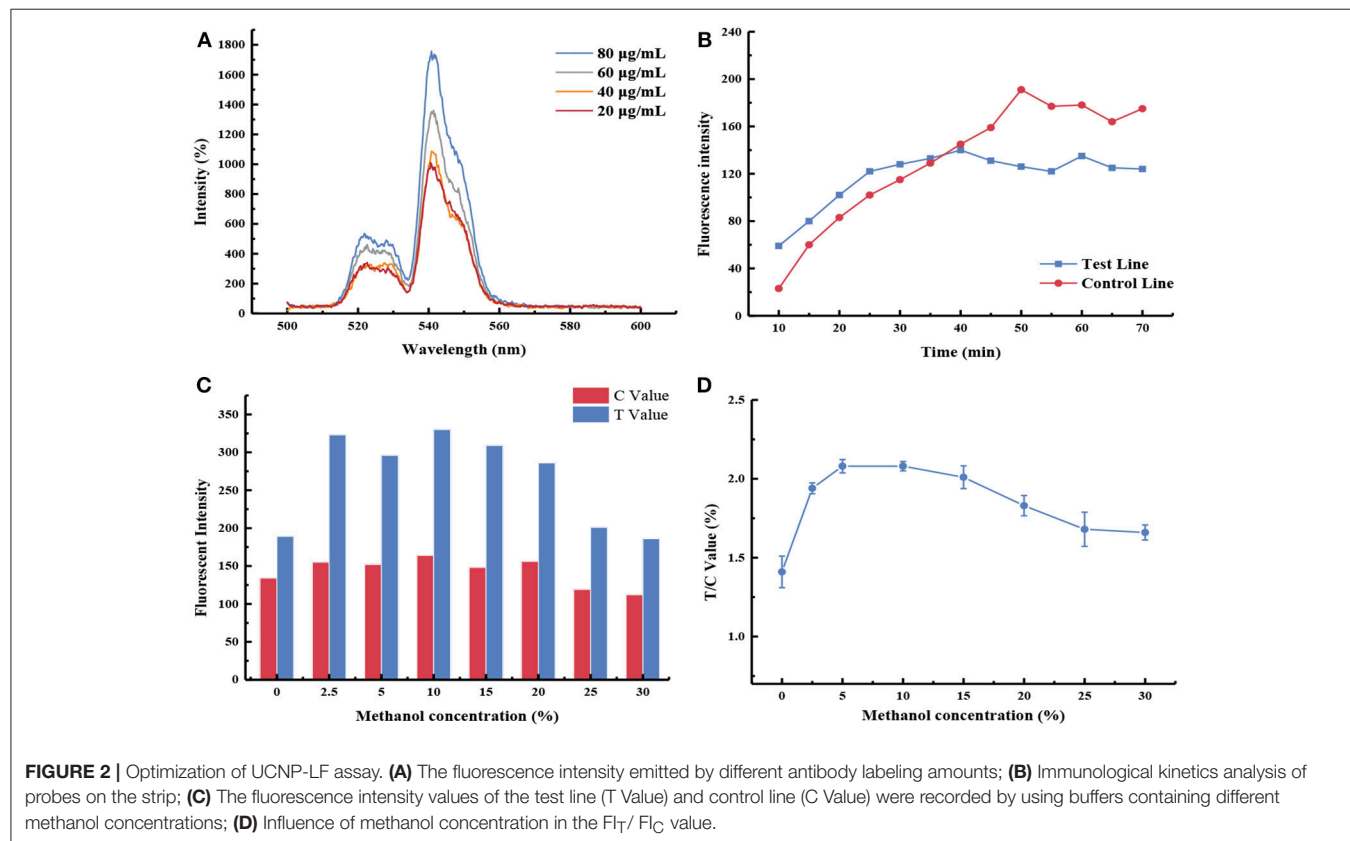 A
1800
1600
1400
1200
1000
800
600
400
200
0
Intensity (%)
80 µg/mL
60 µg/mL
40 µg/mL
20 µg/mL
500 520 540 560 580 600
Wavelength (nm)
B
240
200
160
120
80
40
0
Fluorescence intensity
Test Line
Control Line
10 20 30 40 50 60 70
Time (min)
C
350
300
250
200
150
100
50
0
Fluorescent Intensity
C Value
T Value
0 2.5 5 10 15 20 25 30
Methanol concentration (%)
D
2.5
2.0
1.5
1.0
T/C Value (%)
0 5 10 15 20 25 30
Methanol concentration (%)
FIGURE 2 | Optimization of UCNP-LF assay. (A) The fluorescence intensity emitted by different antibody labeling amounts; (B) Immunological kinetics analysis of
probes on the strip; (C) The fluorescence intensity values of the test line (T Value) and control line (C Value) were recorded by using buffers containing different
methanol concentrations; (D) Influence of methanol concentration in the FIT/ FIC value.